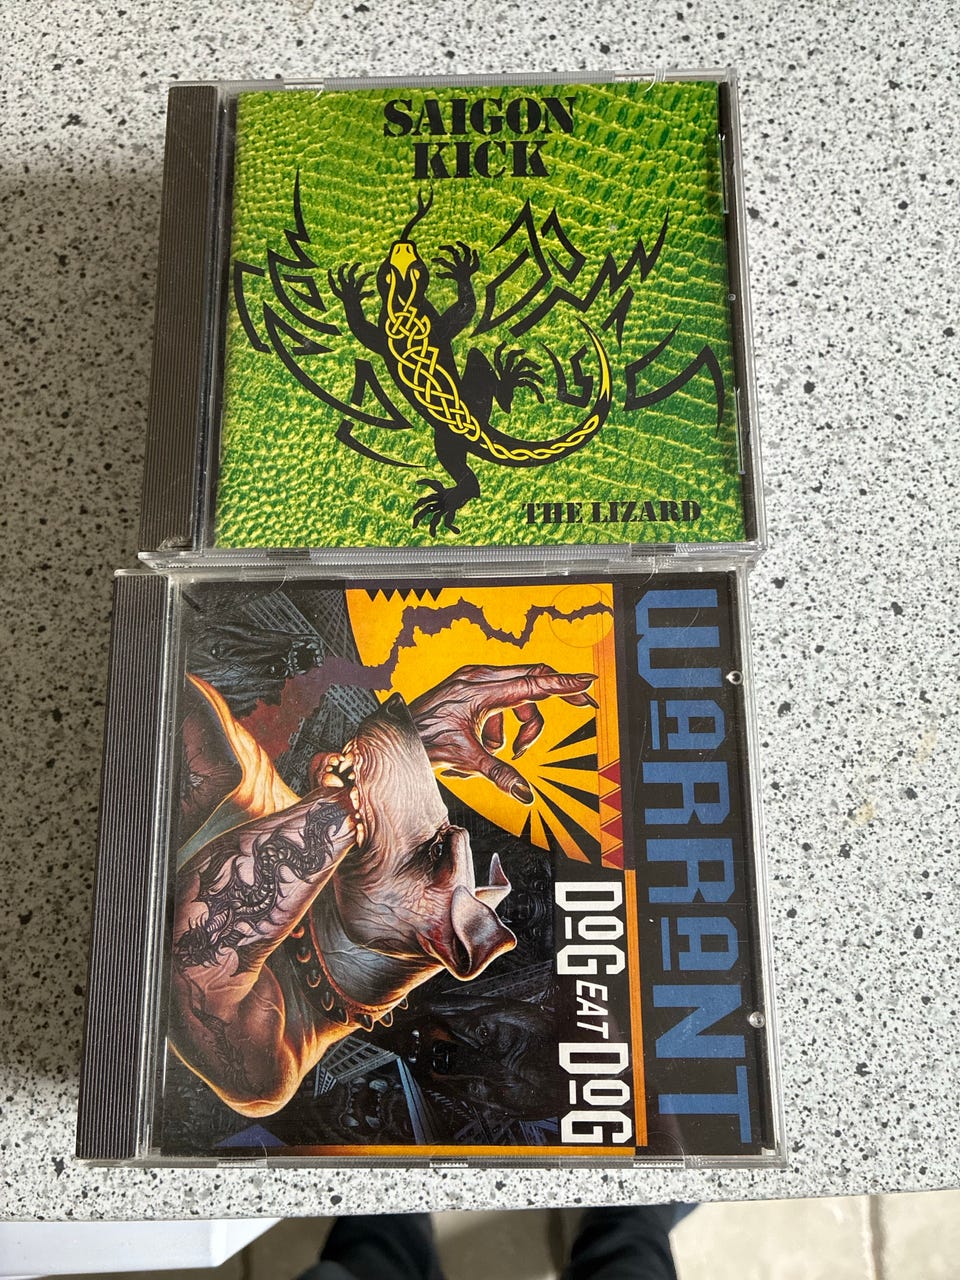 SAIGON
KICK
THE LIZARD
WARRANT
DOG EAT DOG